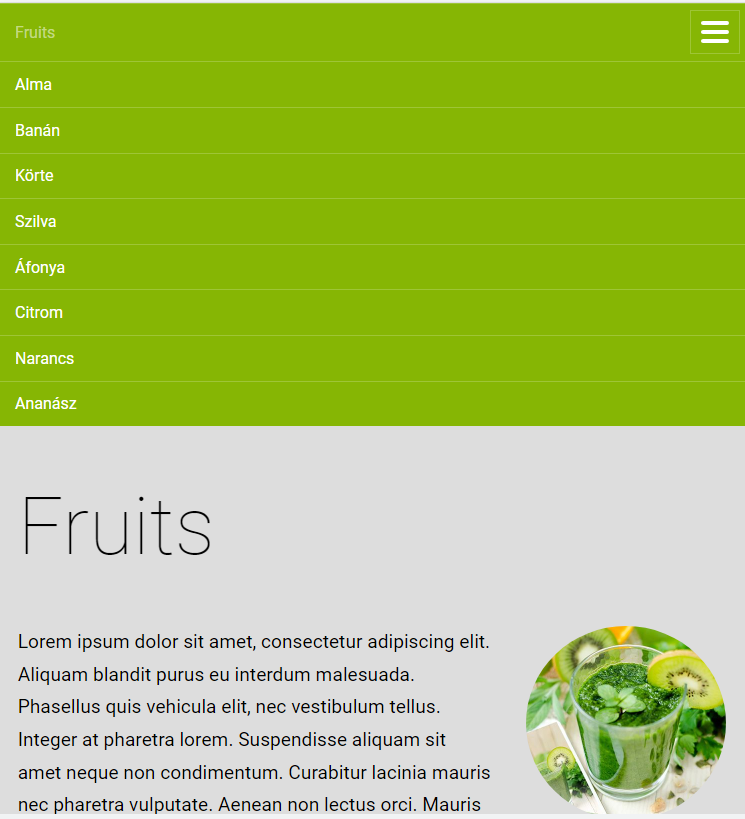 Fruits
Alma
Banán
Körte
Szilva
Áfonya
Citrom
Narancs
Ananász
Fruits
Lorem ipsum dolor sit amet, consectetur adipiscing elit.
Aliquam blandit purus eu interdum malesuada.
Phasellus quis vehicula elit, nec vestibulum tellus.
Integer at pharetra lorem. Suspendisse aliquam sit
amet neque non condimentum. Curabitur lacinia mauris
nec pharetra vulputate. Aenean non lectus orci. Mauris